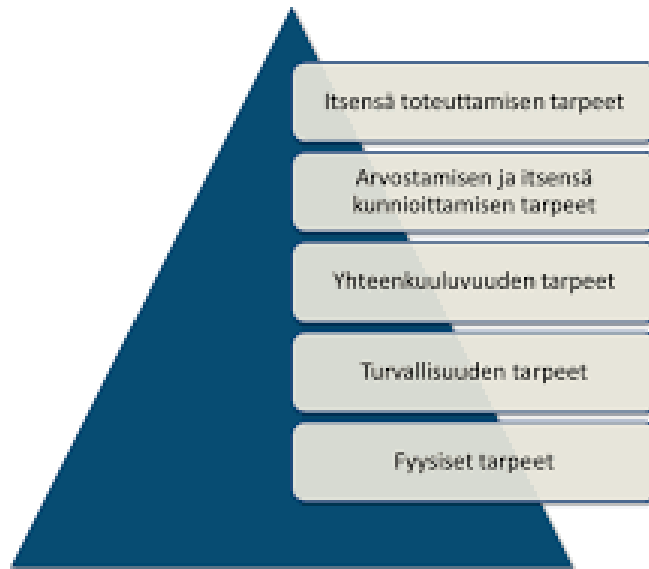 Itsensä toteuttamisen tarpeet
Arvostamisen ja itsensä
kunnioittamisen tarpeet
Yhteenkuuluvuuden tarpeet
Turvallisuuden tarpeet
Fyysiset tarpeet